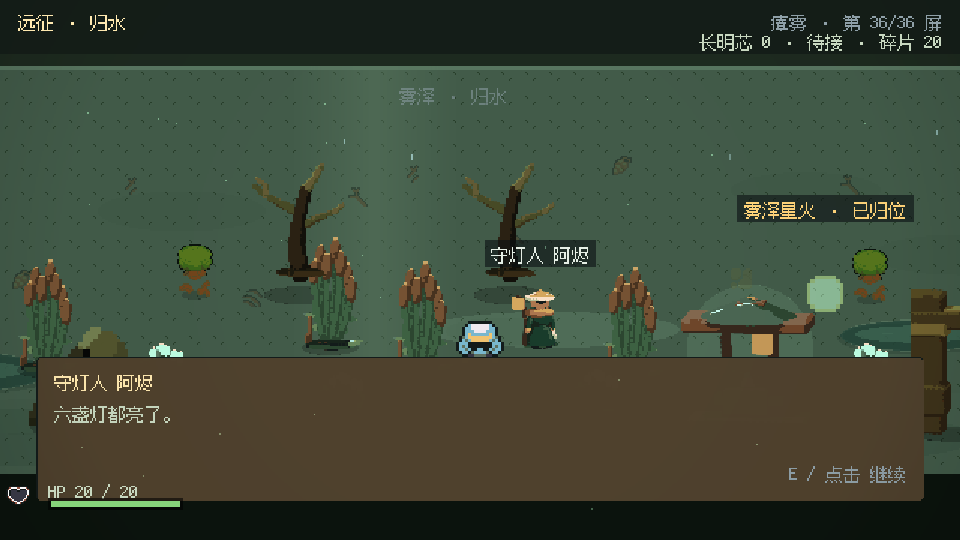 远征 · 归水
瘴雾 · 第 36/36 屏
长明芯 0 · 待接 · 碎片 20
雾泽 · 归水
雾泽星火 · 已归位
守灯人 阿烬
守灯人 阿烬
六盏灯都亮了。
E / 点击 继续
HP 20 / 20